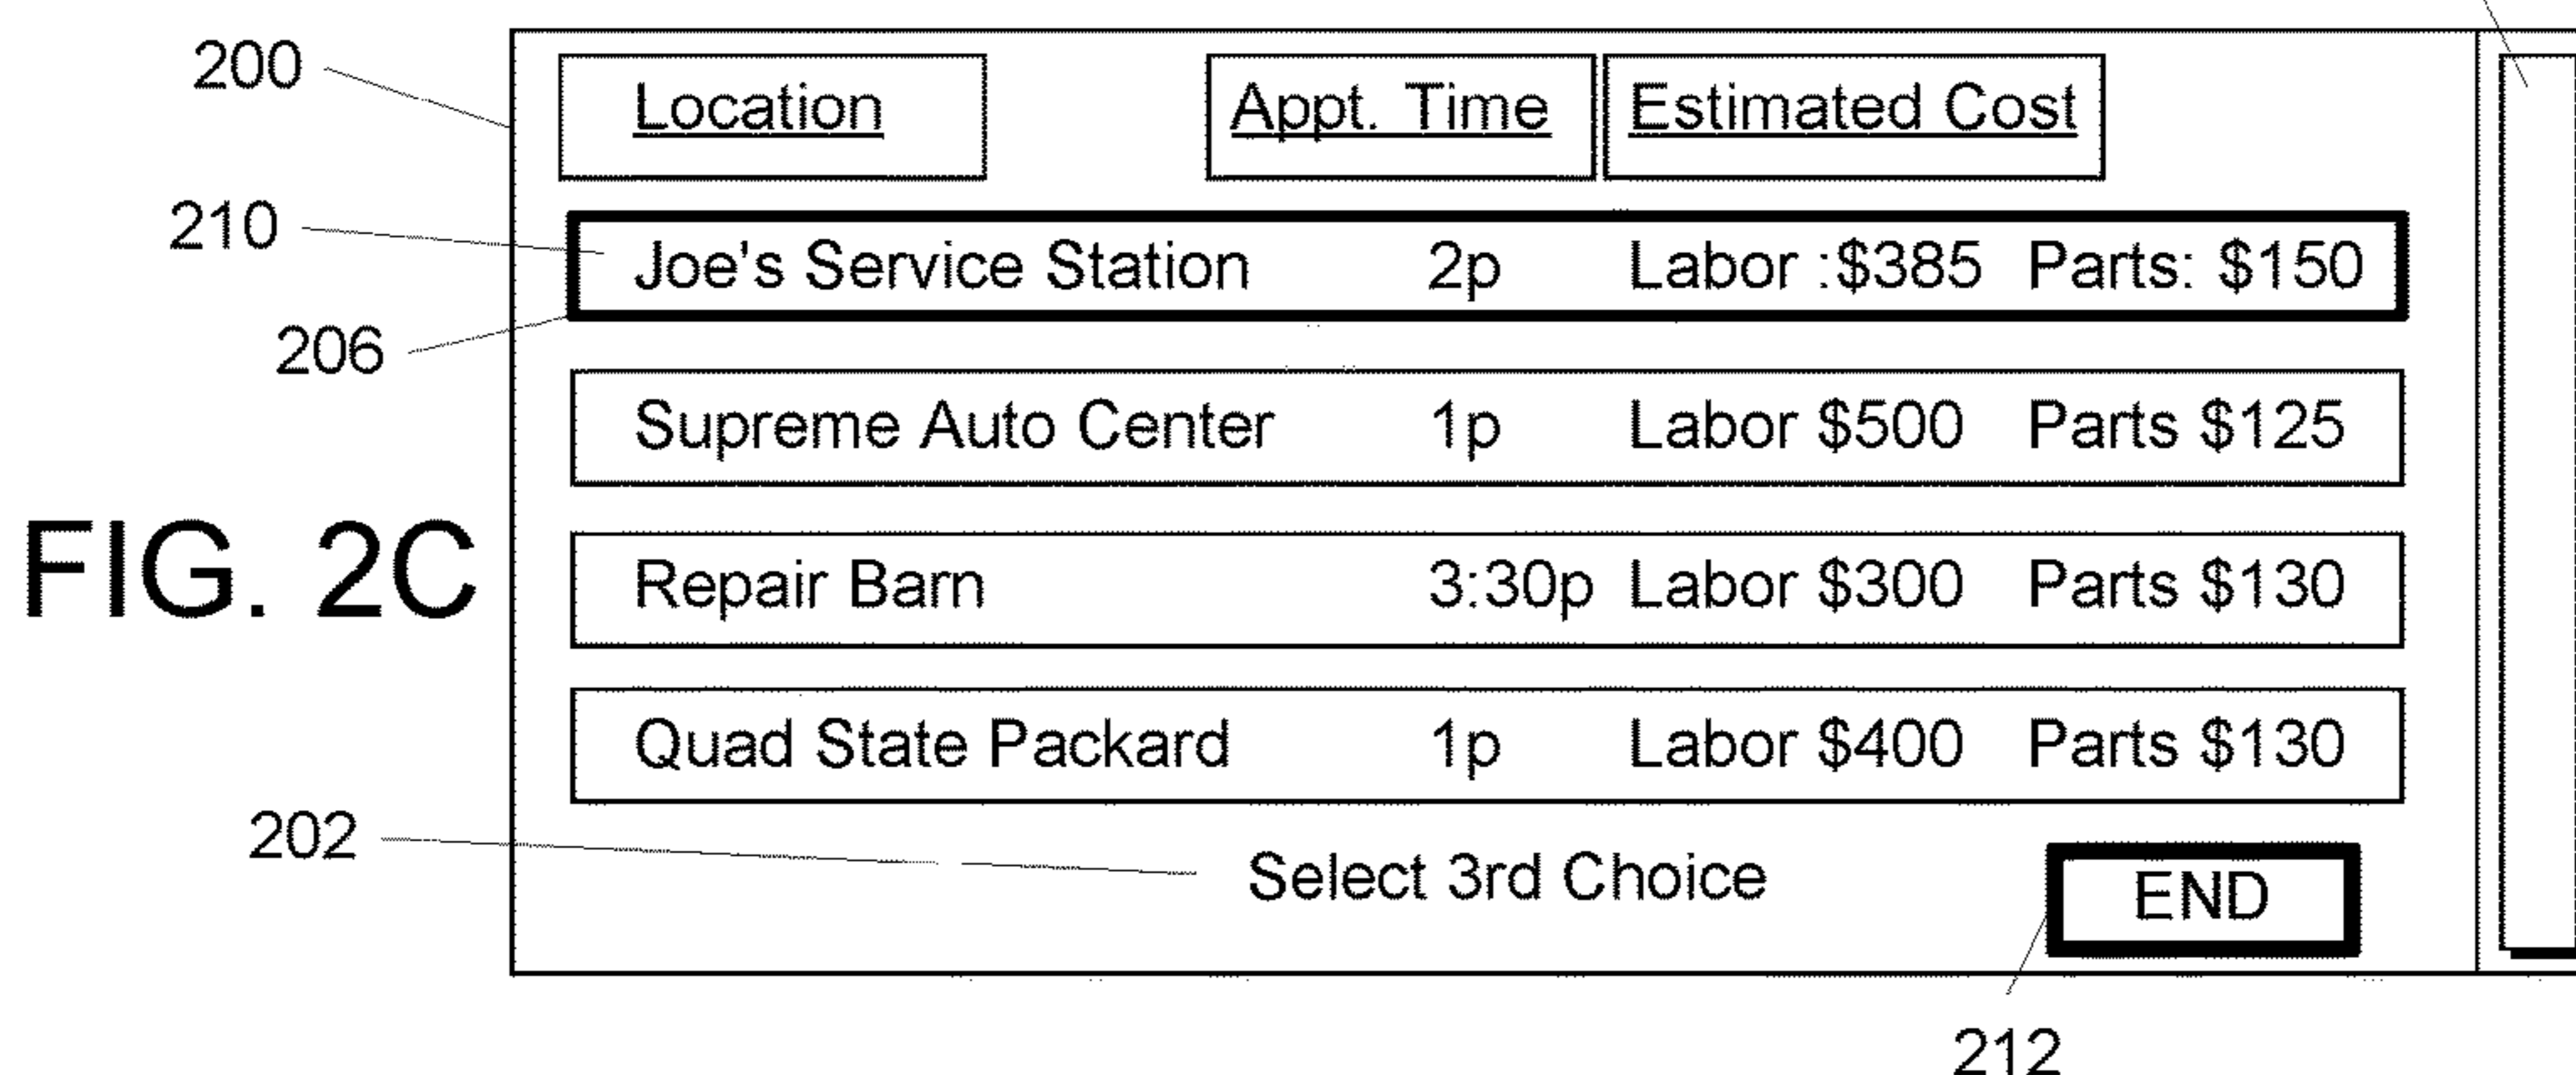 200
Location Appt. Time Estimated Cost
210
Joe's Service Station 2p Labor :$385 Parts: $150
206
Supreme Auto Center 1p Labor $500 Parts $125
FIG. 2C
Repair Barn 3:30p Labor $300 Parts $130
Quad State Packard 1p Labor $400 Parts $130
202
Select 3rd Choice END
212